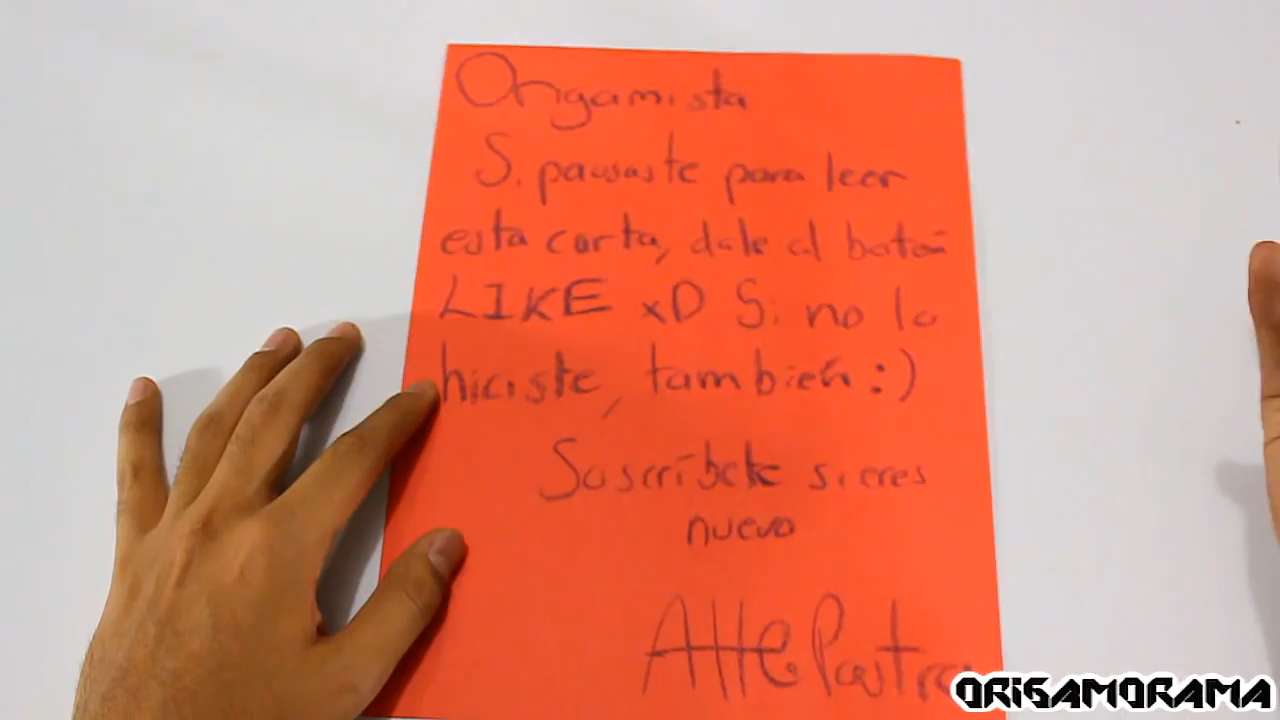 Origamista
Si pausaste para leer
esta carta, dale al botón
LIKE xD Si no lo
hiciste, también :)
Suscríbete si eres
nuevo
Atte
ORIGAMORAMA